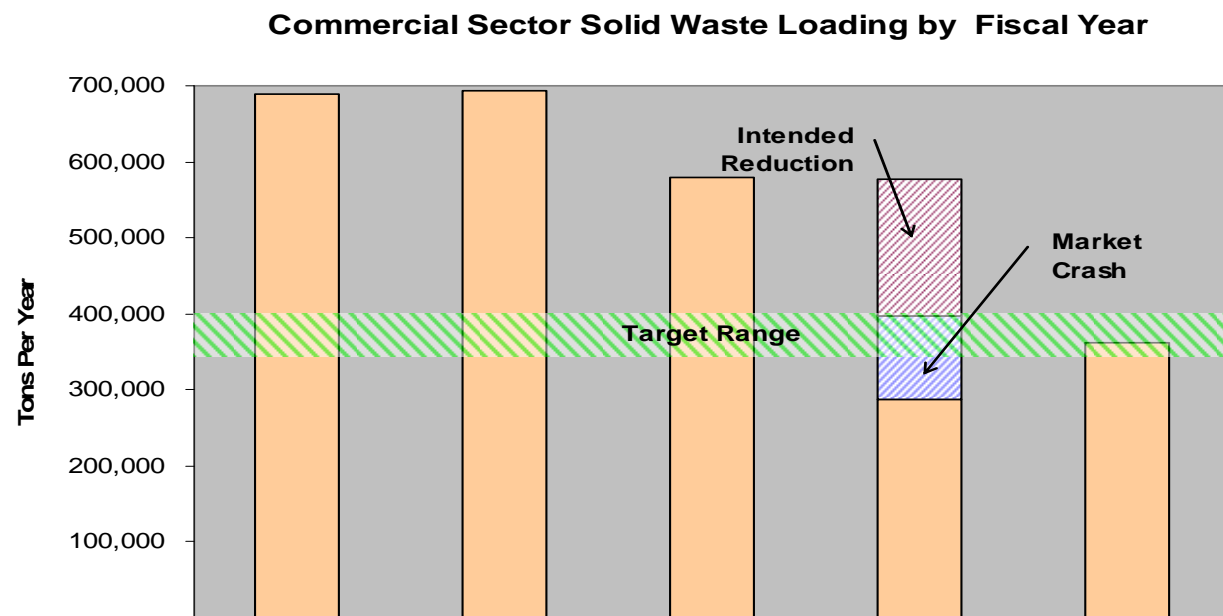 Commercial Sector Solid Waste Loading by Fiscal Year
700,000
600,000
500,000
400,000
300,000
200,000
100,000
Tons Per Year
Intended
Reduction
Market
Crash
Target Range